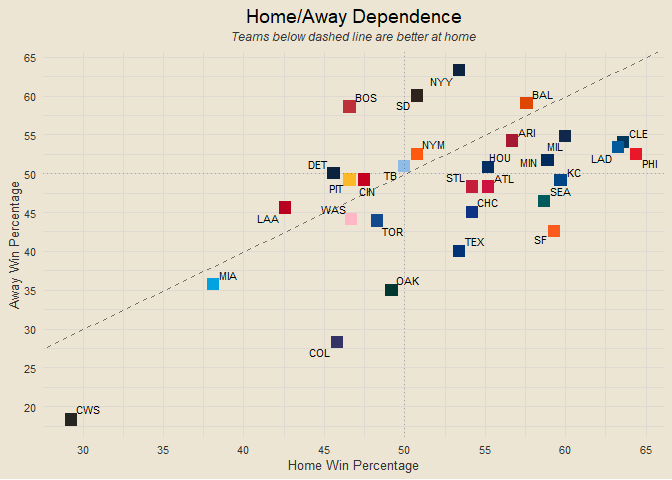 Home/Away Dependence
Teams below dashed line are better at home
65
NYY
60
BAL
BOS
SD
55
ARI
CLE
NYM
MIL
LAD
HOU
MIN
PHI
50
DET
TB
KC
STL
ATL
PIT
CIN
SEA
45
LAA
WAS
CHC
TOR
SF
40
TEX
MIA
35
OAK
30
COL
25
20
CWS
30 35 40 45 50 55 60 65
Home Win Percentage
Away Win Percentage